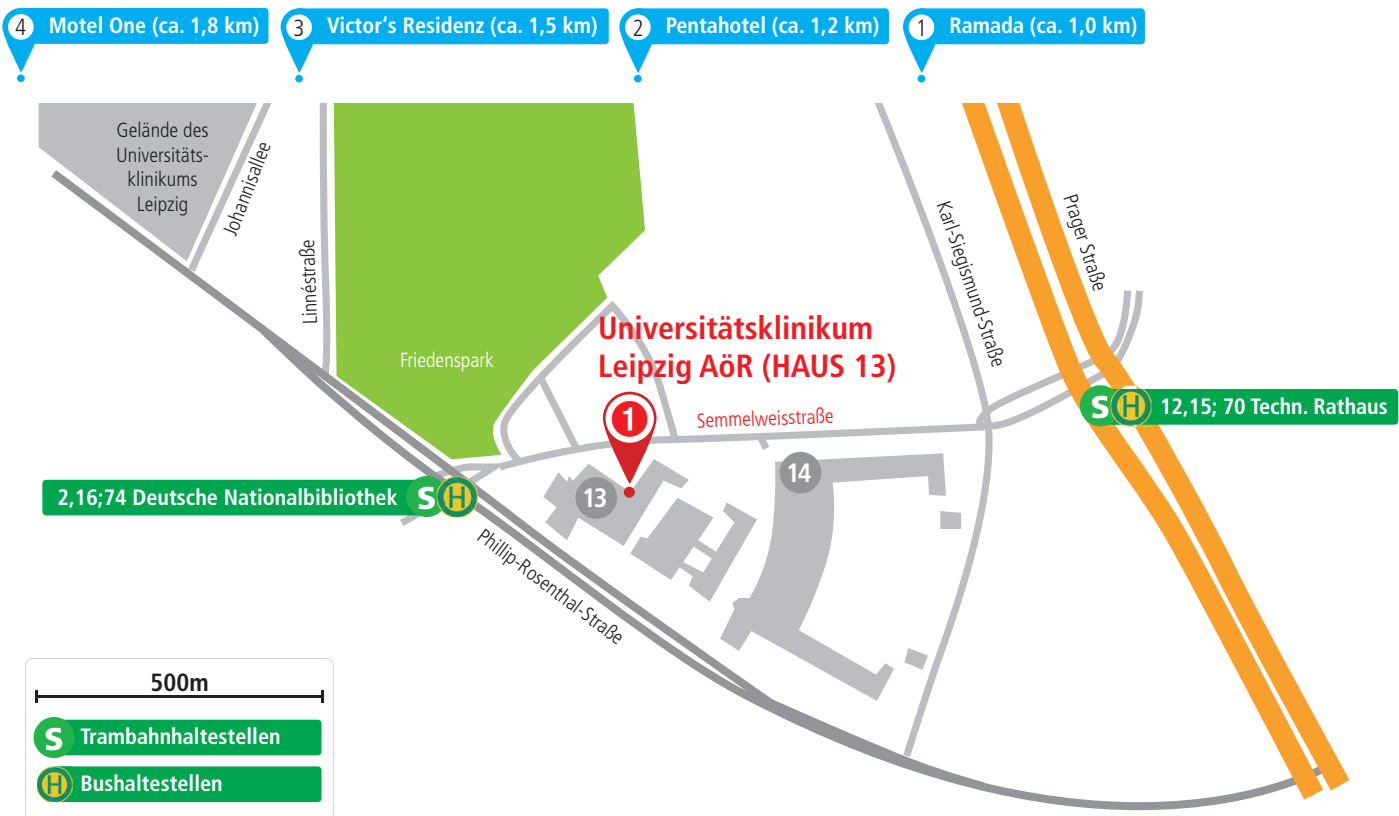 4 Motel One (ca. 1,8 km)
3 Victor‘s Residenz (ca. 1,5 km)
2 Pentahotel (ca. 1,2 km)
1 Ramada (ca. 1,0 km)
Gelände des
Universitäts-
klinikums
Leipzig
Johannisallee
Linnéstraße
Friedenspark
Karl-Siegismund-Straße
Prager Straße
Universitätsklinikum
Leipzig AöR (HAUS 13)
1
Semmelweisstraße
S H 12,15; 70 Techn. Rathaus
14
13
2,16;74 Deutsche Nationalbibliothek S H
Phillip-Rosenthal-Straße
500m
S Trambahnhaltestellen
H Bushaltestellen